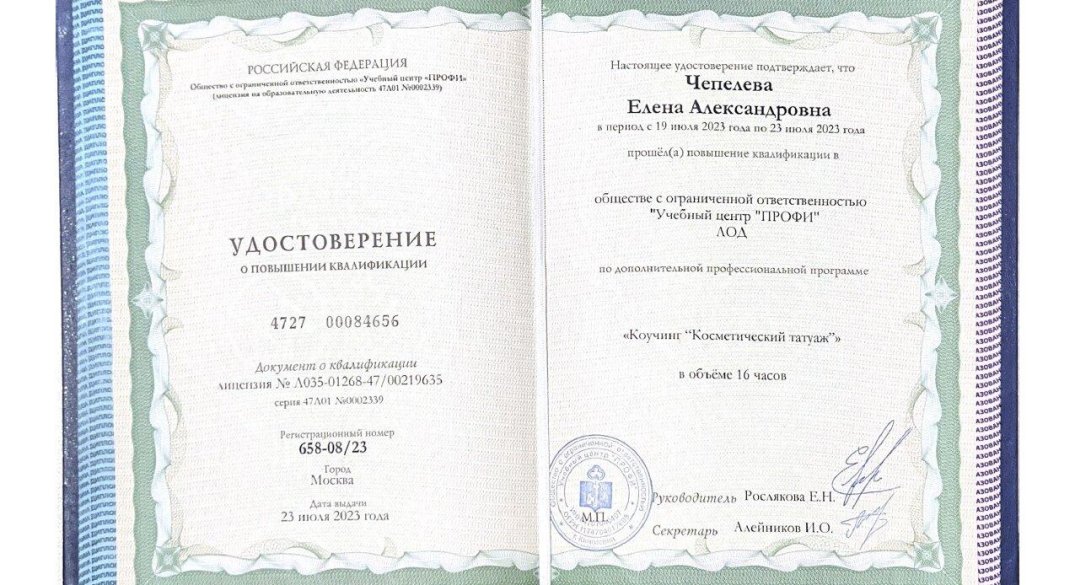 РОССИЙСКАЯ ФЕДЕРАЦИЯ
Общество с ограниченной ответственностью «Учебный центр «ПРОФИ»
(лицензия на образовательную деятельность 47Л01 №0002339)
УДОСТОВЕРЕНИЕ
О ПОВЫШЕНИИ КВАЛИФИКАЦИИ
4727 00084656
Документ о квалификации
лицензия № Л035-01268-47/00219635
серия 47Л01 №0002339
Регистрационный номер
658-08/23
Город
Москва
Дата выдачи
23 июля 2023 года
Настоящее удостоверение подтверждает, что
Чепелева
Елена Александровна
в период с 19 июля 2023 года по 23 июля 2023 года
прошёл(а) повышение квалификации в
обществе с ограниченной ответственностью
"Учебный центр "ПРОФИ"
ЛОД
по дополнительной профессиональной программе
«Коучинг “Косметический татуаж”»
в объёме 16 часов
М.П.
Руководитель Рослякова Е.Н.
Секретарь Алейников И.О.